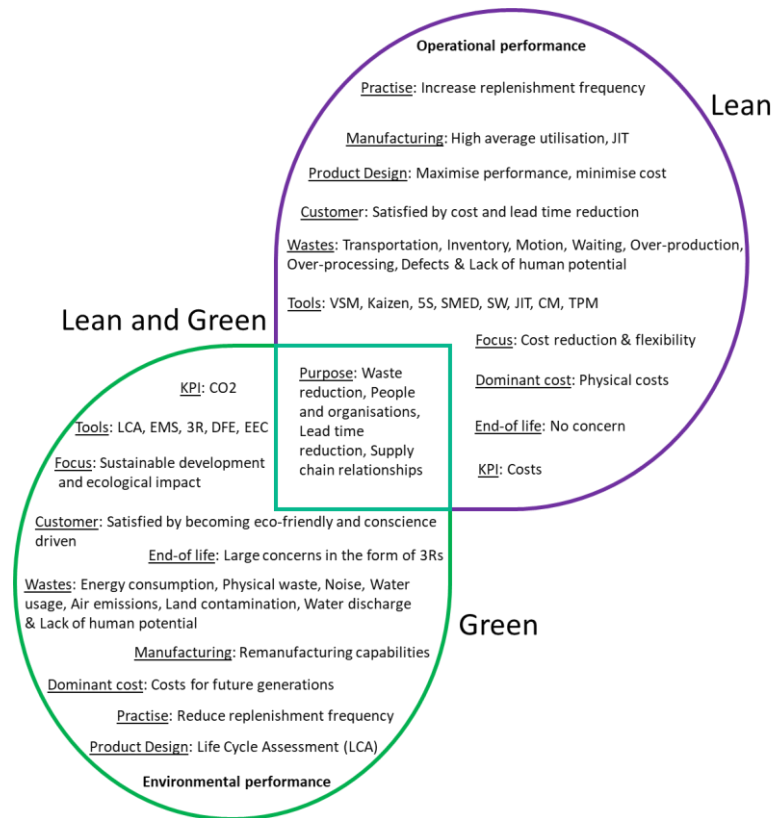 Operational performance
Practise: Increase replenishment frequency
Lean
Manufacturing: High average utilisation, JIT
Product Design: Maximise performance, minimise cost
Customer: Satisfied by cost and lead time reduction
Wastes: Transportation, Inventory, Motion, Waiting, Over-production,
Over-processing, Defects & Lack of human potential
Tools: VSM, Kaizen, 5S, SMED, SW, JIT, CM, TPM
Focus: Cost reduction & flexibility
Dominant cost: Physical costs
End-of life: No concern
KPI: Costs
Lean and Green
Purpose: Waste
reduction, People
and organisations,
Lead time
reduction, Supply
chain relationships
KPI: CO2
Tools: LCA, EMS, 3R, DFE, EEC
Focus: Sustainable development
and ecological impact
Customer: Satisfied by becoming eco-friendly and conscience
driven
End-of life: Large concerns in the form of 3Rs
Wastes: Energy consumption, Physical waste, Noise, Water
usage, Air emissions, Land contamination, Water discharge
& Lack of human potential
Green
Manufacturing: Remanufacturing capabilities
Dominant cost: Costs for future generations
Practise: Reduce replenishment frequency
Product Design: Life Cycle Assessment (LCA)
Environmental performance